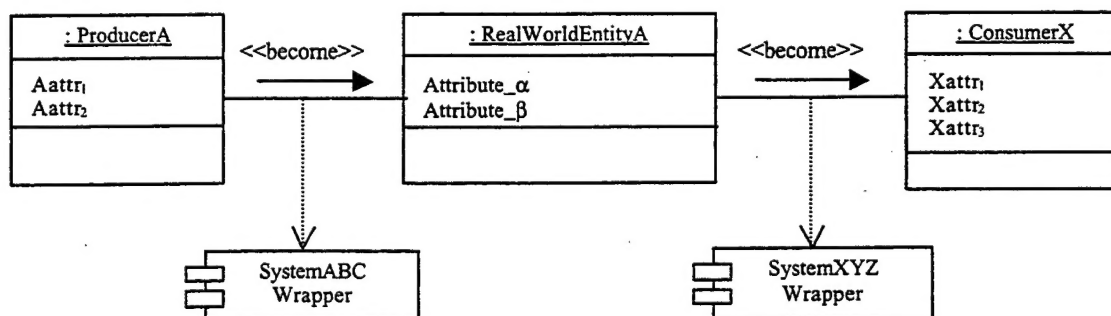 : ProducerA
Aattr₁
Aattr₂
<<become>>
: RealWorldEntityA
Attribute_α
Attribute_β
<<become>>
: ConsumerX
Xattr₁
Xattr₂
Xattr₃
SystemABC
Wrapper
SystemXYZ
Wrapper